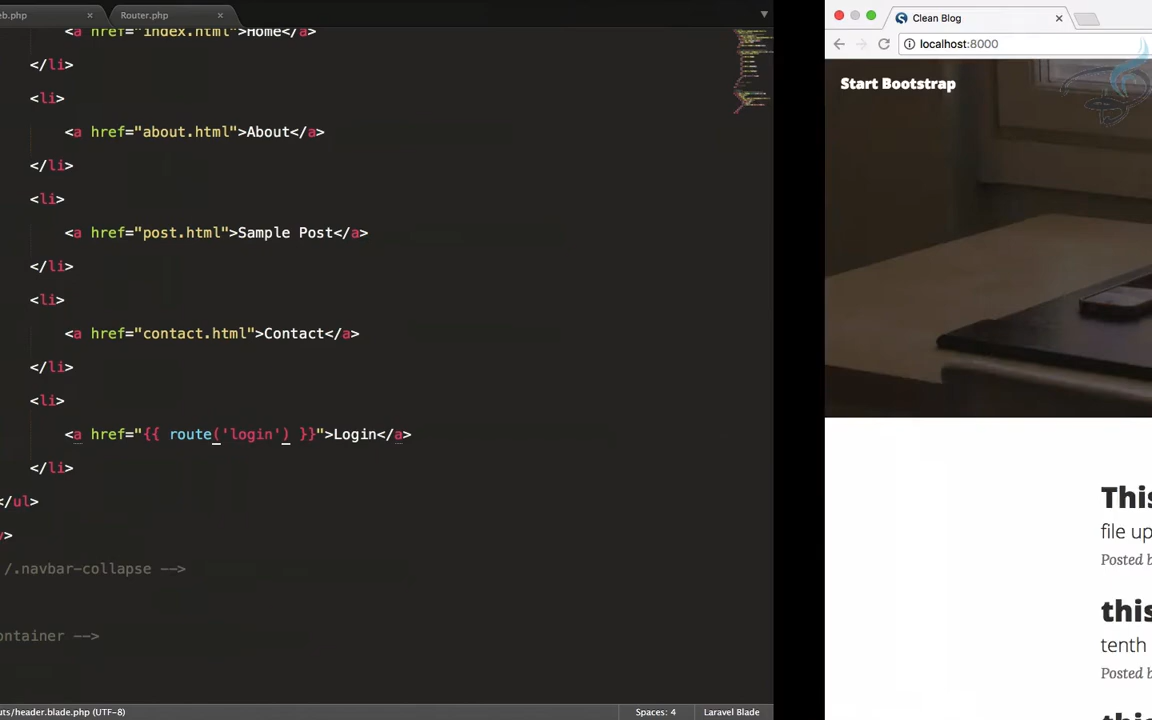 eb.php × Router.php ×
<a href="index.html">Home</a>
</li>
<li>
<a href="about.html">About</a>
</li>
<li>
<a href="post.html">Sample Post</a>
</li>
<li>
<a href="contact.html">Contact</a>
</li>
<li>
<a href="{{ route('login') }}">Login</a>
</li>
</ul>
>
/.navbar-collapse -->
ontainer -->
uts/header.blade.php (UTF-8) Spaces: 4 Laravel Blade
Clean Blog ×
localhost:8000
Start Bootstrap
This
file up
Posted b
this
tenth
Posted b
this